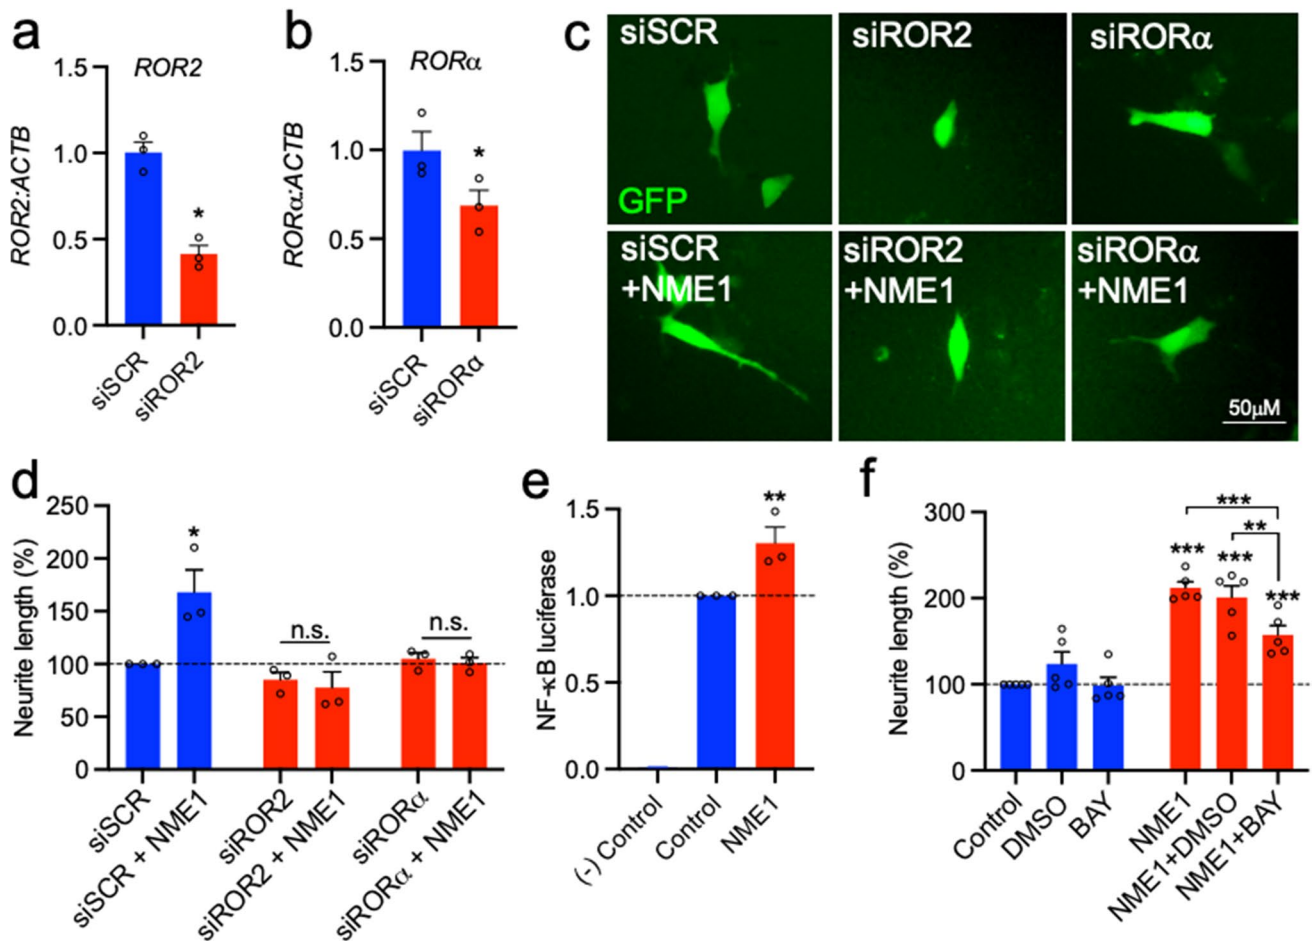 a
ROR2
ROR2:ACTB
1.5
1.0
0.5
0.0
*
siSCR
siROR2
b
RORα
RORα:ACTB
1.5
1.0
0.5
0.0
*
siSCR
siRORα
c
siSCR
GFP
siROR2
siRORα
siSCR
+NME1
siROR2
+NME1
siRORα
+NME1
50μM
d
Neurite length (%)
250
200
150
100
50
0
*
n.s.
n.s.
siSCR
siSCR + NME1
siROR2
siROR2 + NME1
siRORα
siRORα + NME1
e
NF-κB luciferase
1.5
1.0
0.5
0.0
**
(-) Control
Control
NME1
f
Neurite length (%)
300
200
100
0
***
**
***
***
***
Control
DMSO
BAY
NME1
NME1+DMSO
NME1+BAY